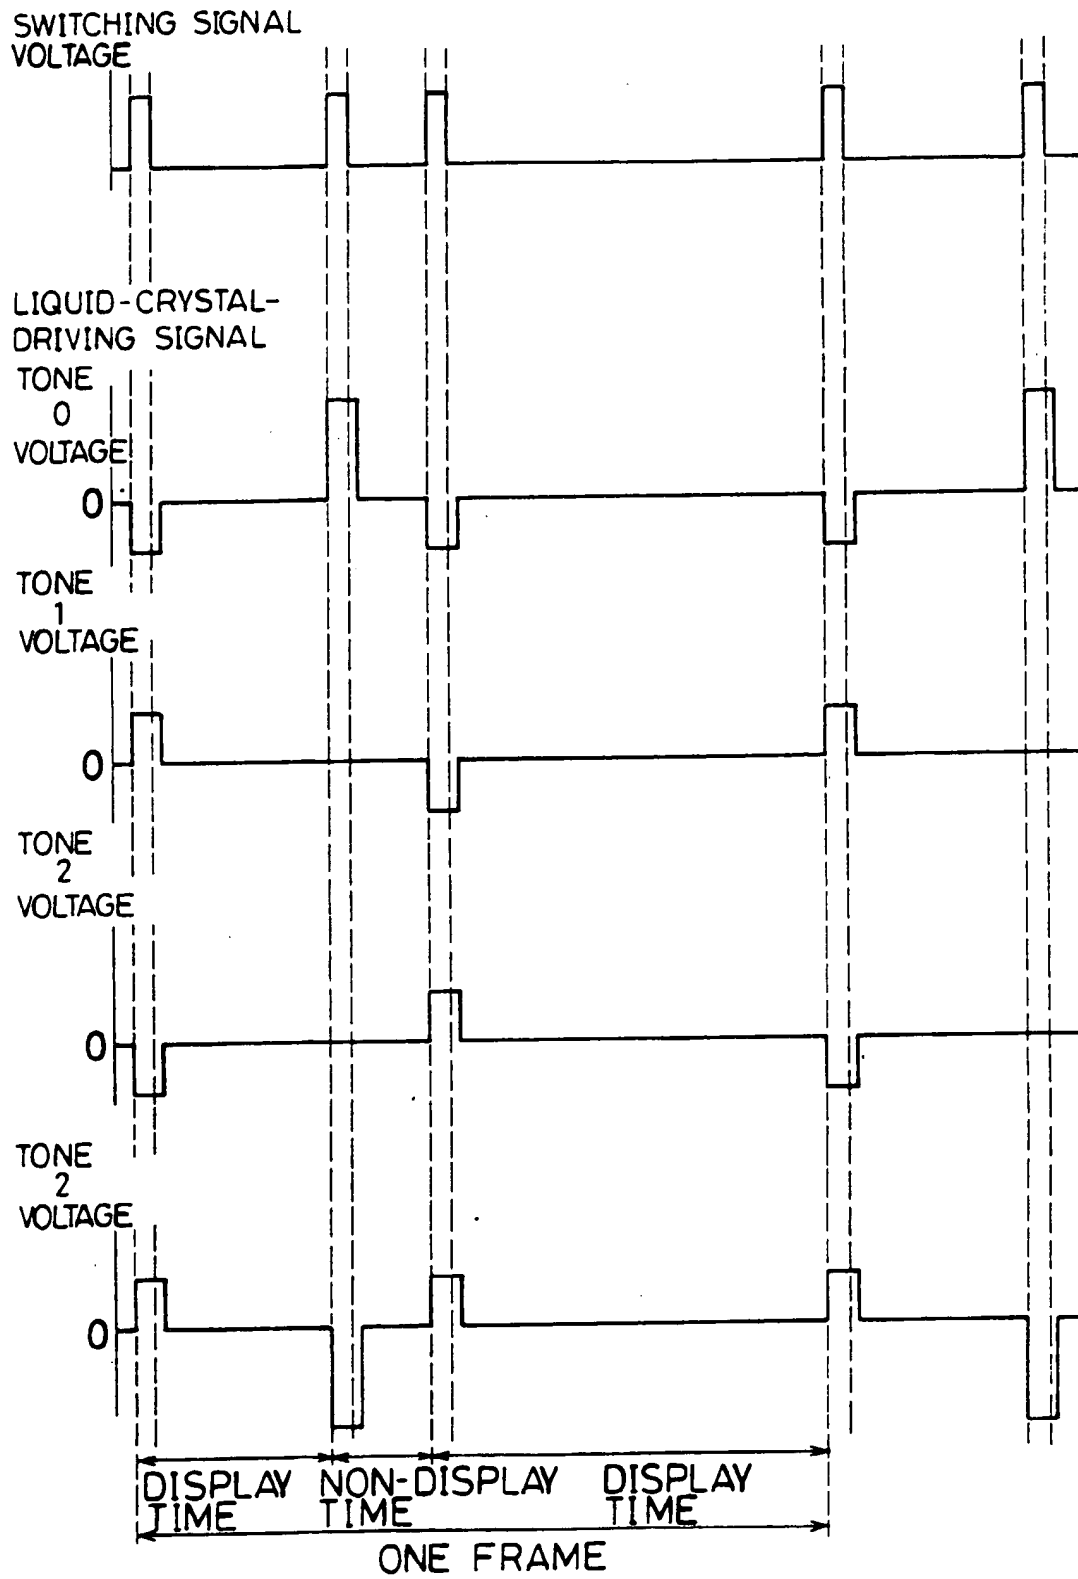 SWITCHING SIGNAL
VOLTAGE
LIQUID-CRYSTAL-
DRIVING SIGNAL
TONE
0
VOLTAGE
0
TONE
1
VOLTAGE
0
TONE
2
VOLTAGE
0
TONE
2
VOLTAGE
0
DISPLAY
TIME
NON-DISPLAY
TIME
DISPLAY
TIME
ONE FRAME